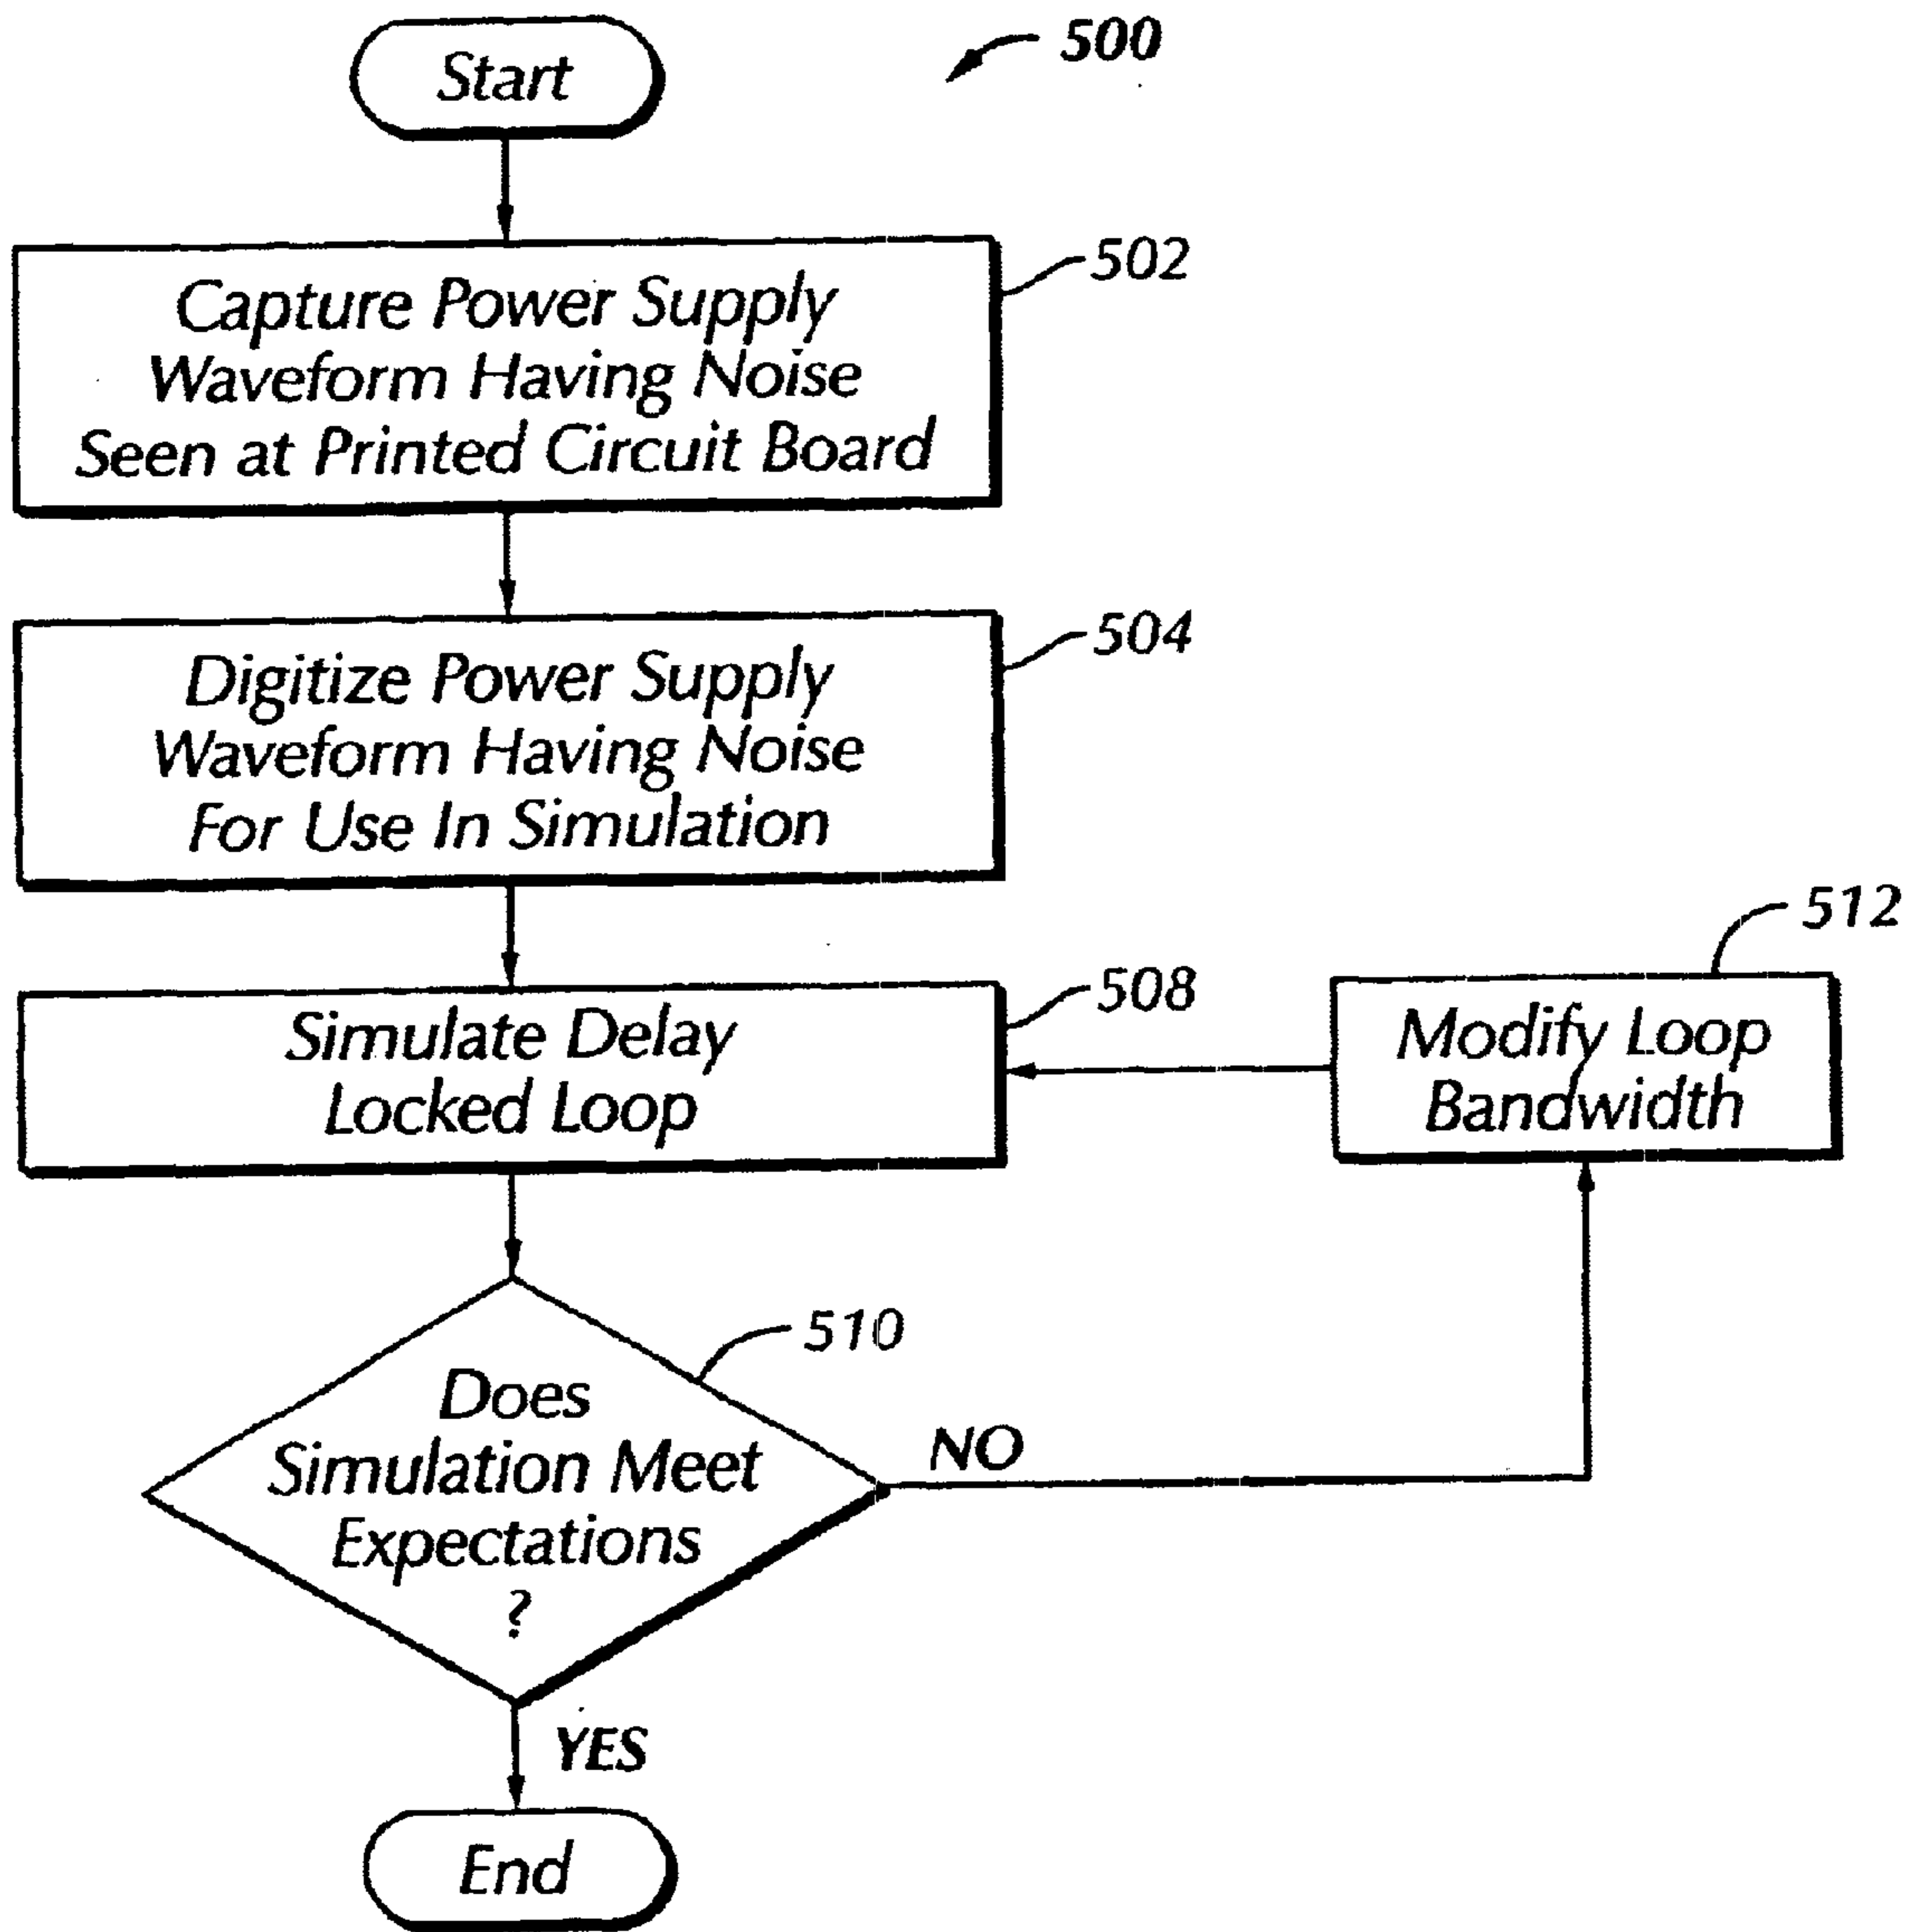 Start
500
Capture Power Supply
Waveform Having Noise
Seen at Printed Circuit Board
502
Digitize Power Supply
Waveform Having Noise
For Use In Simulation
504
Simulate Delay
Locked Loop
508
Modify Loop
Bandwidth
512
Does
Simulation Meet
Expectations
?
510
NO
YES
End